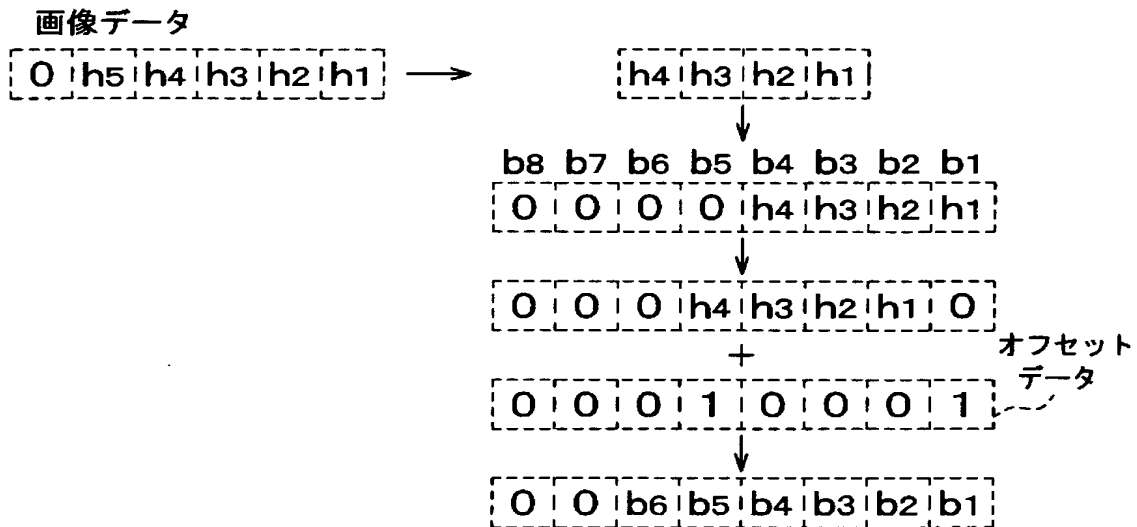 画像データ
0 h5 h4 h3 h2 h1 → h4 h3 h2 h1
b8 b7 b6 b5 b4 b3 b2 b1
0 0 0 0 h4 h3 h2 h1
0 0 0 h4 h3 h2 h1 0
+
オフセット
データ
0 0 0 1 0 0 0 1
0 0 b6 b5 b4 b3 b2 b1